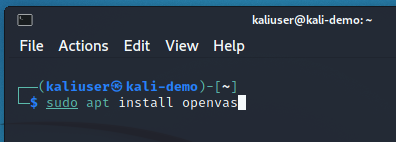 kaliuser@kali-demo: ~
File Actions Edit View Help
(kaliuser㉿kali-demo)-[~]
$ sudo apt install openvas